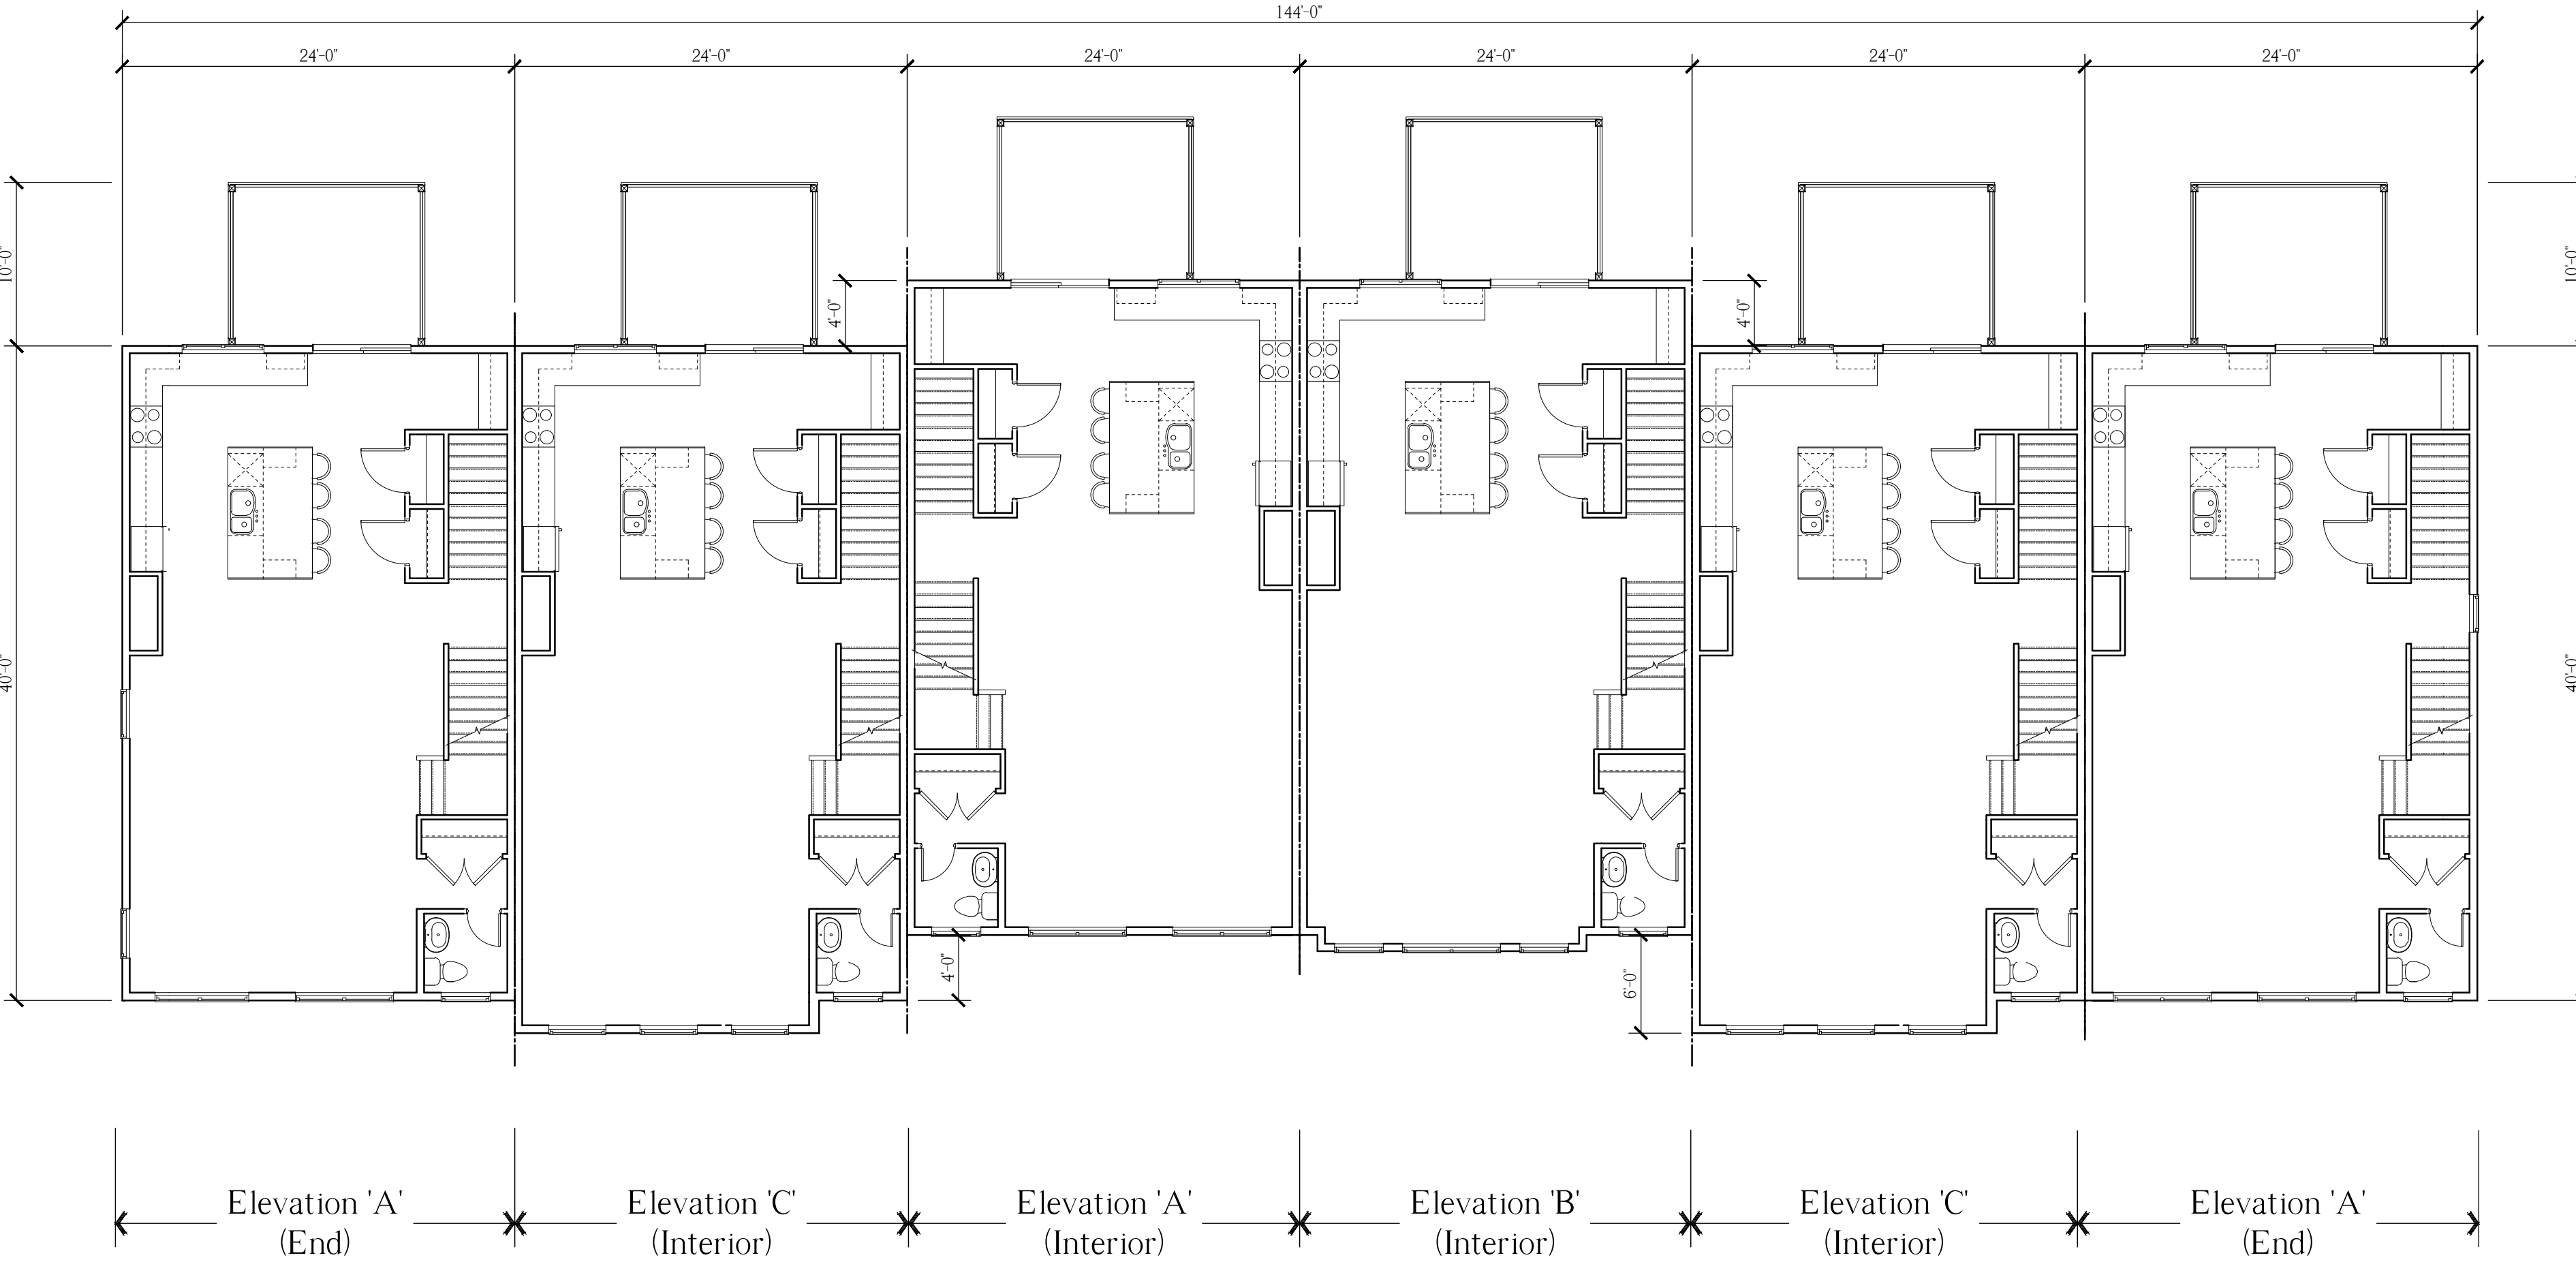 144'-0"
24'-0"
24'-0"
24'-0"
24'-0"
24'-0"
24'-0"
10'-0"
10'-0"
4'-0"
4'-0"
40'-0"
40'-0"
4'-0"
6'-0"
Elevation 'A'
(End)
Elevation 'C'
(Interior)
Elevation 'A'
(Interior)
Elevation 'B'
(Interior)
Elevation 'C'
(Interior)
Elevation 'A'
(End)